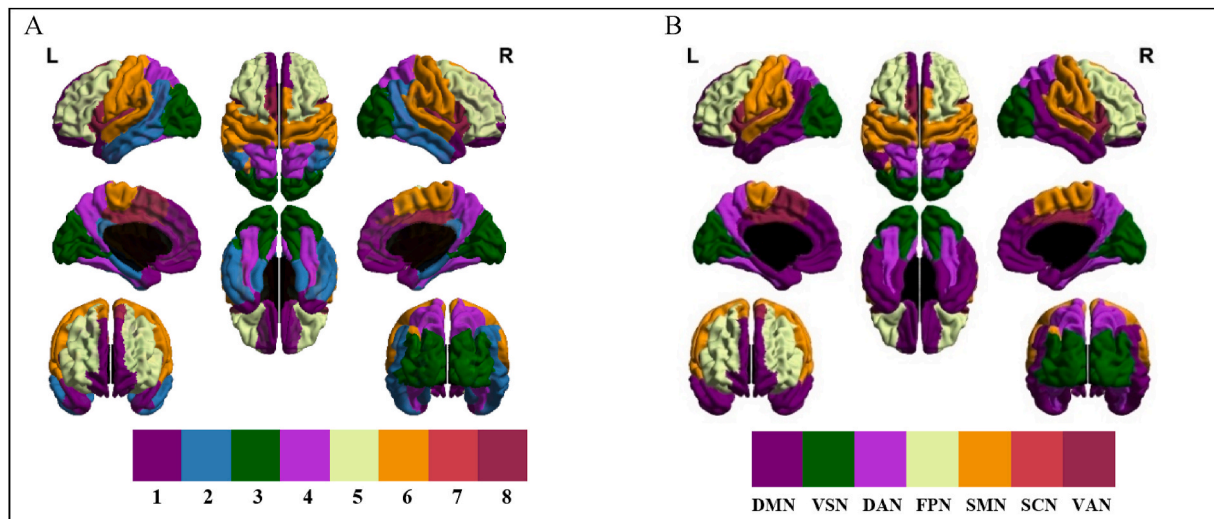 A
B
L
R
L
R
1 2 3 4 5 6 7 8
DMN VSN DAN FPN SMN SCN VAN